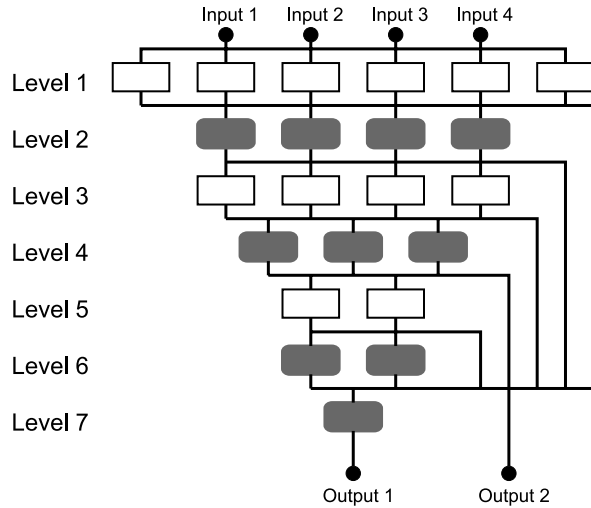 Input 1 Input 2 Input 3 Input 4
Level 1
Level 2
Level 3
Level 4
Level 5
Level 6
Level 7
Output 1 Output 2